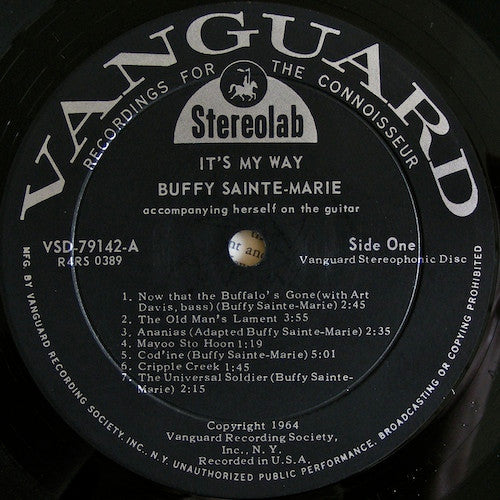 VANGUARD
RECORDINGS FOR THE CONNOISSEUR
Stereolab
IT'S MY WAY
BUFFY SAINTE-MARIE
accompanying herself on the guitar
VSD-79142-A
R4RS 0389
Side One
Vanguard Stereophonic Disc
1. Now that the Buffalo's Gone(with Art
Davis, bass) (Buffy Sainte-Marie) 2:45
2. The Old Man's Lament 3:55
3. Ananias (Adapted Buffy Sainte-Marie) 2:35
4. Mayoo Sto Hoon 1:19
5. Cod'ine (Buffy Sainte-Marie) 5:01
6. Cripple Creek 1:45
7. The Universal Soldier (Buffy Sainte-
Marie) 2:15
Copyright 1964
Vanguard Recording Society,
Inc., N. Y.
Recorded in U.S.A.
MFG. BY VANGUARD RECORDING SOCIETY, INC., N.Y. UNAUTHORIZED PUBLIC PERFORMANCE, BROADCASTING OR COPYING PROHIBITED